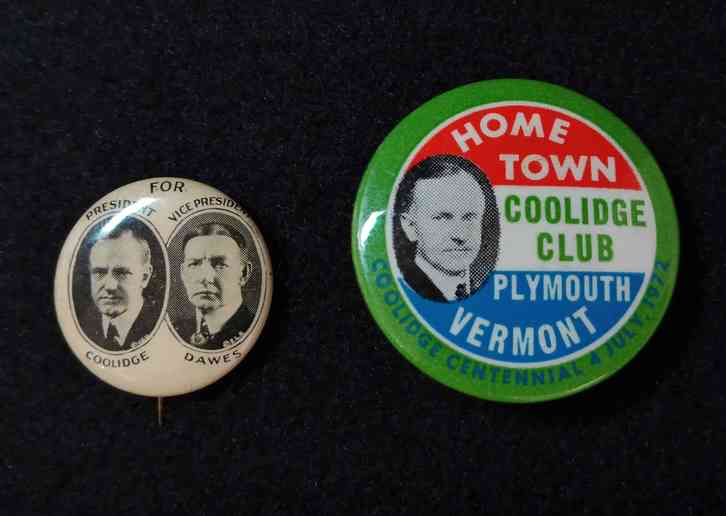 FOR
PRESIDENT VICE PRESIDENT
COOLIDGE DAWES
HOME
TOWN
COOLIDGE
CLUB
PLYMOUTH
VERMONT
COOLIDGE CENTENNIAL 4 JULY, 1972